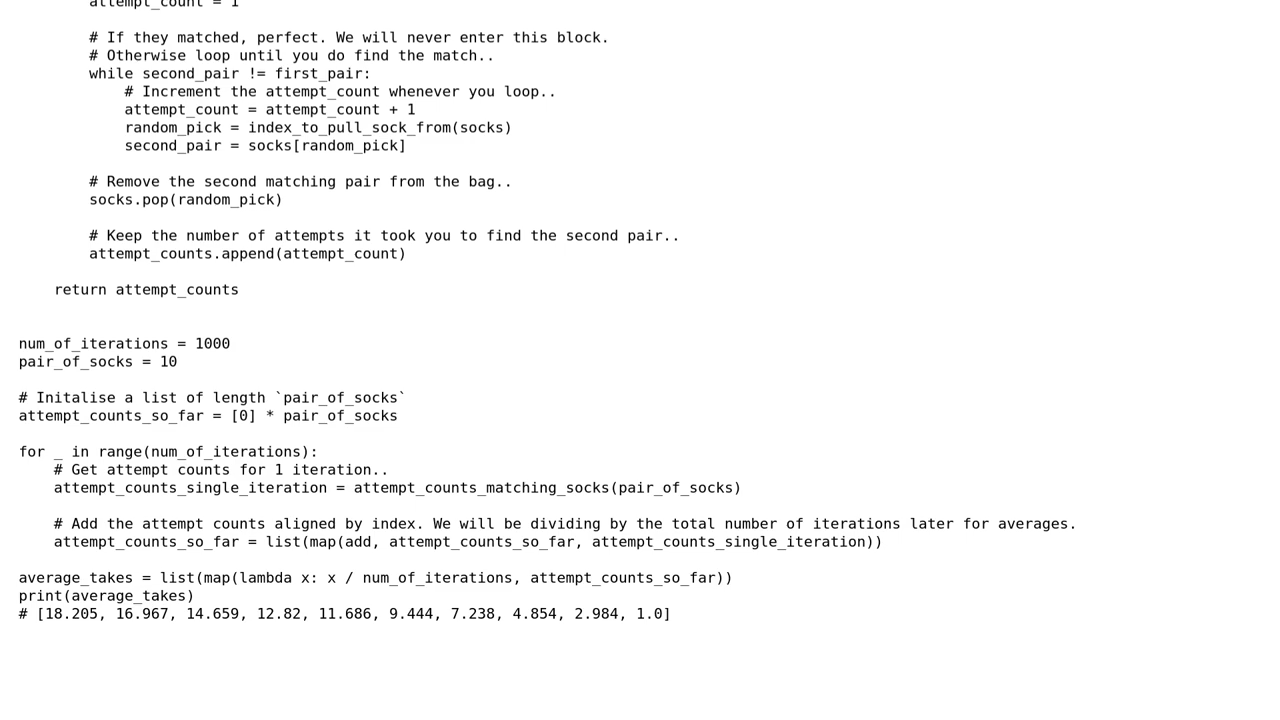 attempt_count = 1
# If they matched, perfect. We will never enter this block.
# Otherwise loop until you do find the match..
while second_pair != first_pair:
# Increment the attempt_count whenever you loop..
attempt_count = attempt_count + 1
random_pick = index_to_pull_sock_from(socks)
second_pair = socks[random_pick]
# Remove the second matching pair from the bag..
socks.pop(random_pick)
# Keep the number of attempts it took you to find the second pair..
attempt_counts.append(attempt_count)
return attempt_counts
num_of_iterations = 1000
pair_of_socks = 10
# Initalise a list of length `pair_of_socks`
attempt_counts_so_far = [0] * pair_of_socks
for _ in range(num_of_iterations):
# Get attempt counts for 1 iteration..
attempt_counts_single_iteration = attempt_counts_matching_socks(pair_of_socks)
# Add the attempt counts aligned by index. We will be dividing by the total number of iterations later for averages.
attempt_counts_so_far = list(map(add, attempt_counts_so_far, attempt_counts_single_iteration))
average_takes = list(map(lambda x: x / num_of_iterations, attempt_counts_so_far))
print(average_takes)
# [18.205, 16.967, 14.659, 12.82, 11.686, 9.444, 7.238, 4.854, 2.984, 1.0]